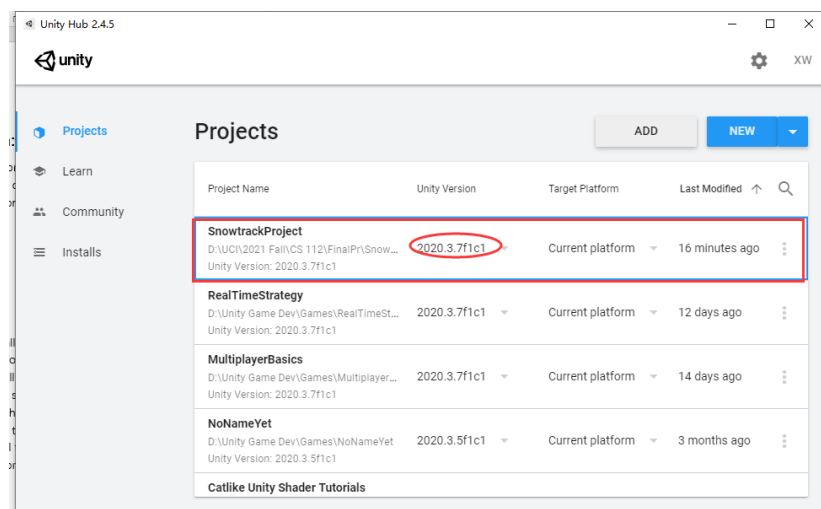 Unity Hub 2.4.5
unity
XW
Projects
Learn
Community
Installs
Projects
ADD
NEW
Project Name Unity Version Target Platform Last Modified
SnowtrackProject
D:\UCI\2021 Fall\CS 112\FinalPr\Snow...
Unity Version: 2020.3.7f1c1
2020.3.7f1c1 Current platform 16 minutes ago
RealTimeStrategy
D:\Unity Game Dev\Games\RealTimeSt...
Unity Version: 2020.3.7f1c1
2020.3.7f1c1 Current platform 12 days ago
MultiplayerBasics
D:\Unity Game Dev\Games\Multiplayer...
Unity Version: 2020.3.7f1c1
2020.3.7f1c1 Current platform 14 days ago
NoNameYet
D:\Unity Game Dev\Games\NoNameYet
Unity Version: 2020.3.5f1c1
2020.3.5f1c1 Current platform 3 months ago
Catlike Unity Shader Tutorials